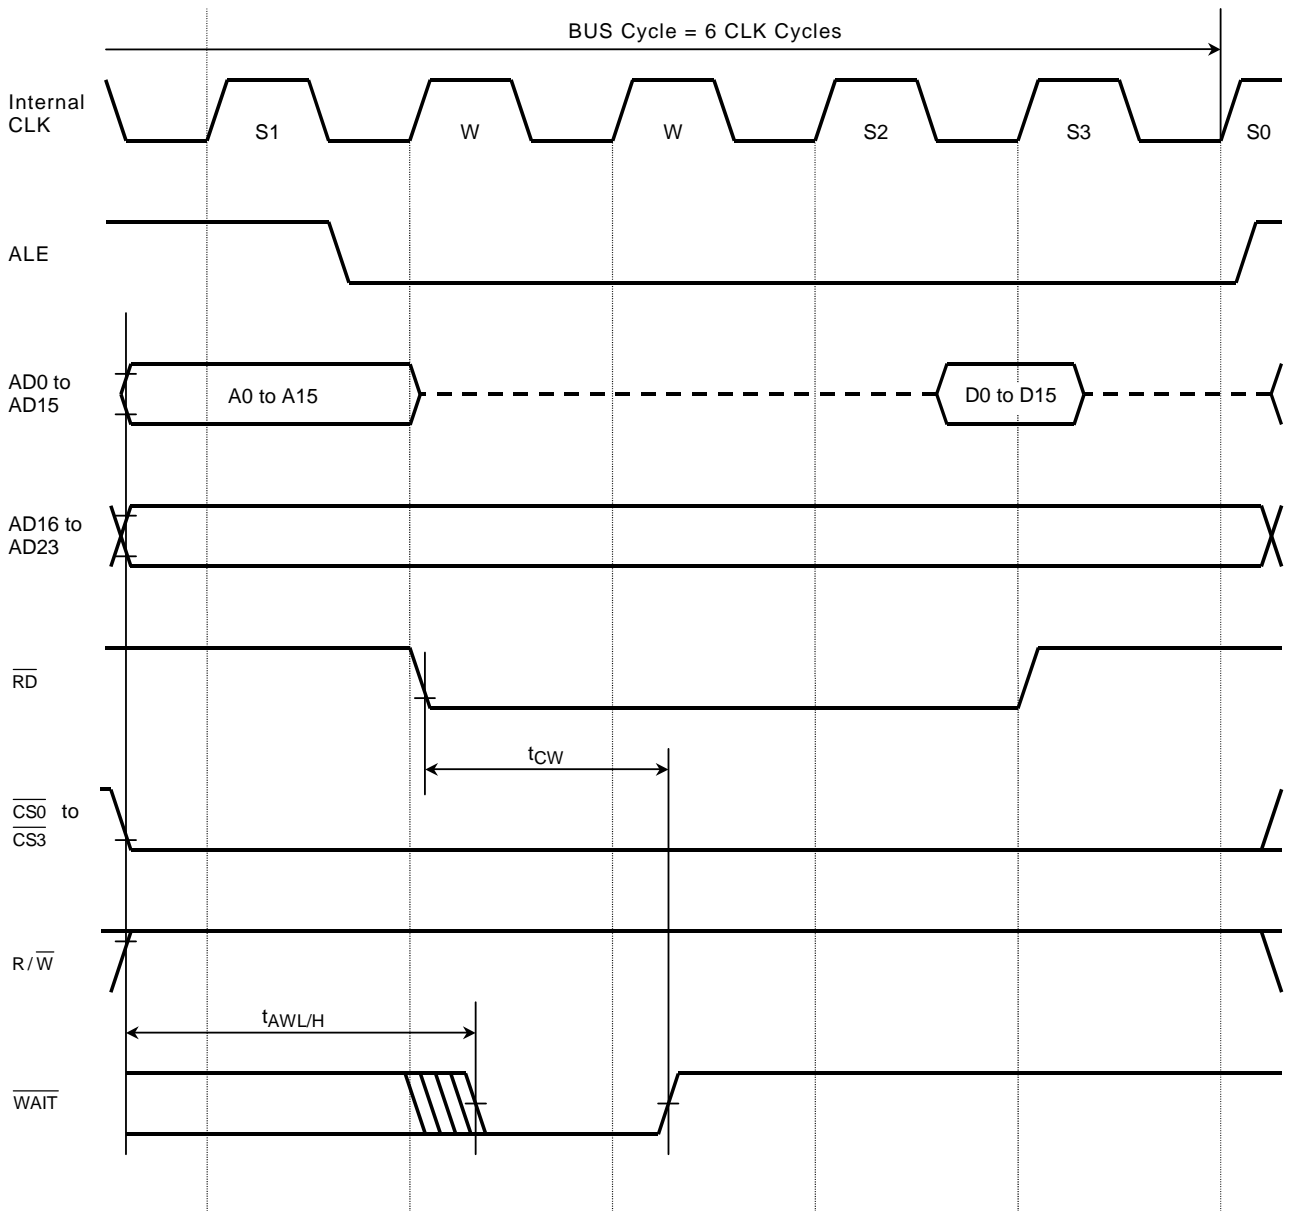 BUS Cycle = 6 CLK Cycles
Internal
CLK
S1
W
W
S2
S3
S0
ALE
AD0 to
AD15
A0 to A15
D0 to D15
AD16 to
AD23
RD
tCW
CS0 to
CS3
R/W
tAWL/H
WAIT